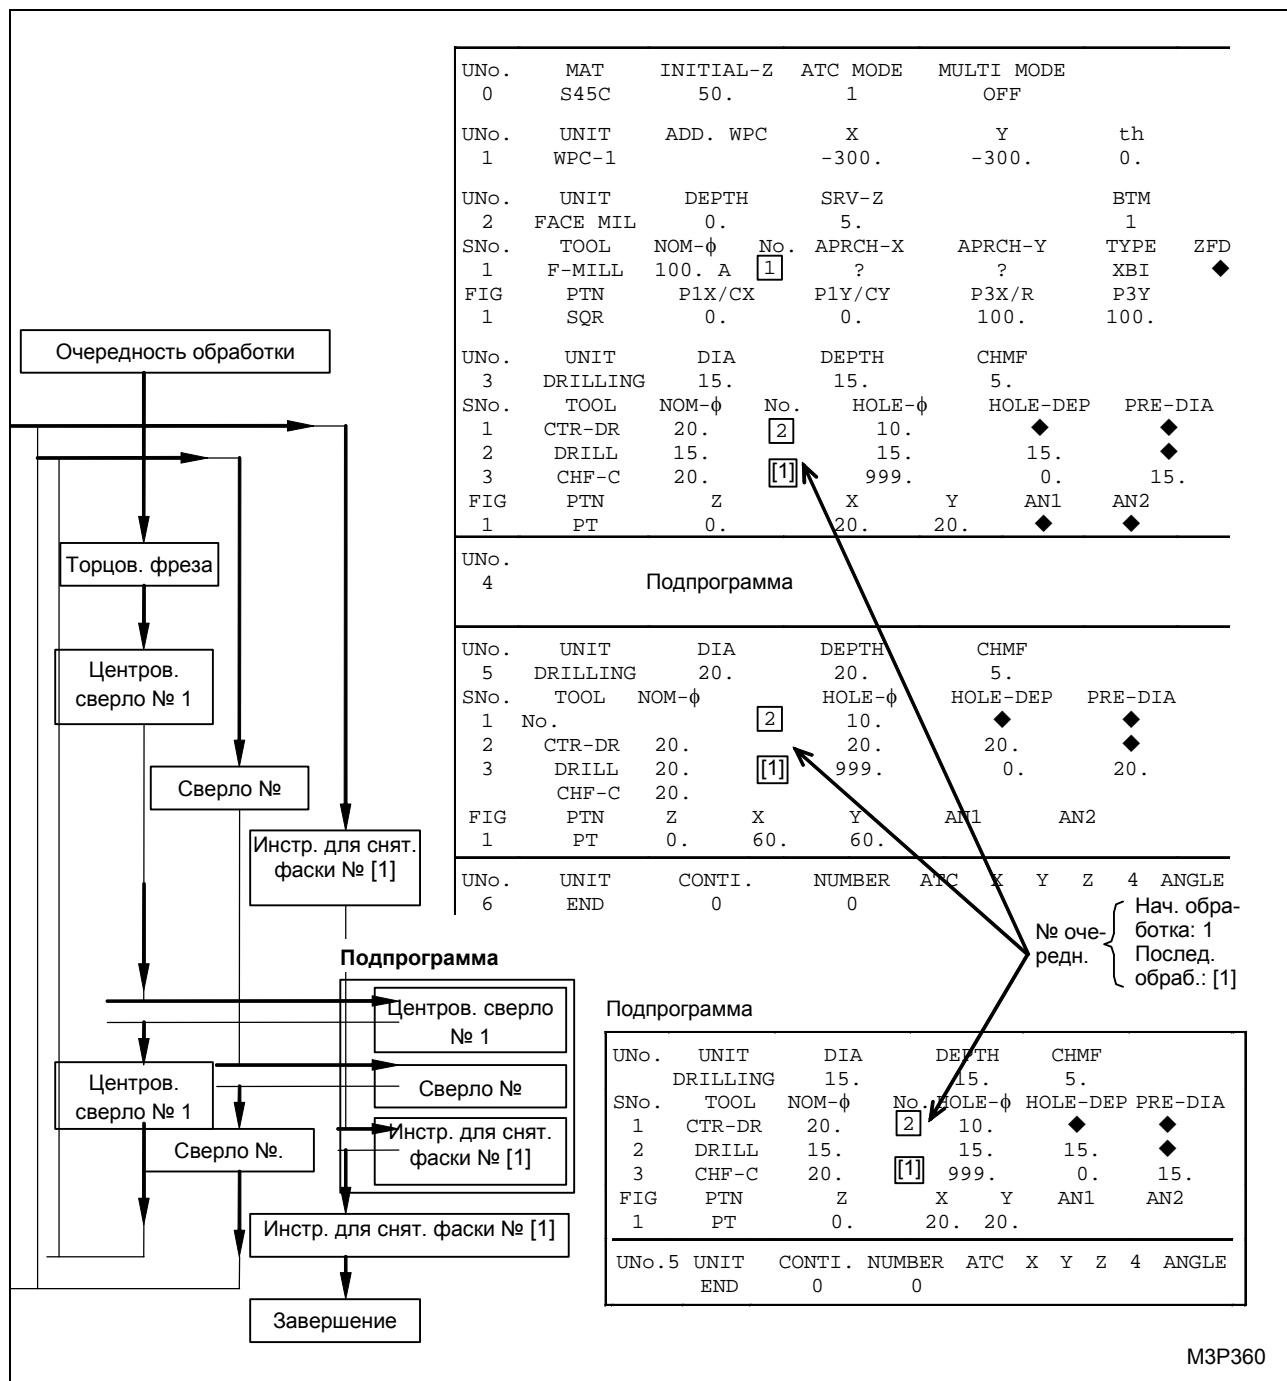 UNo. MAT INITIAL-Z ATC MODE MULTI MODE
0 S45C 50. 1 OFF
UNo. UNIT ADD. WPC X Y th
1 WPC-1 -300. -300. 0.
UNo. UNIT DEPTH SRV-Z BTM
2 FACE MIL 0. 5. 1
SNo. TOOL NOM-ϕ No. APRCH-X APRCH-Y TYPE ZFD
1 F-MILL 100. A 1 ? ? XBI ◆
FIG PTN P1X/CX P1Y/CY P3X/R P3Y
1 SQR 0. 0. 100. 100.
UNo. UNIT DIA DEPTH CHMF
3 DRILLING 15. 15. 5.
SNo. TOOL NOM-ϕ No. HOLE-ϕ HOLE-DEP PRE-DIA
1 CTR-DR 20. 2 10. ◆ ◆
2 DRILL 15. 15. 15. ◆
3 CHF-C 20. [1] 999. 0. 15.
FIG PTN Z X Y AN1 AN2
1 PT 0. 20. 20. ◆ ◆
UNo.
4 Подпрограмма
UNo. UNIT DIA DEPTH CHMF
5 DRILLING 20. 20. 5.
SNo. TOOL NOM-ϕ HOLE-ϕ HOLE-DEP PRE-DIA
1 No. 2 10. ◆ ◆
2 CTR-DR 20. 20. 20. ◆
3 DRILL 20. [1] 999. 0. 20.
CHF-C 20.
FIG PTN Z X Y AN1 AN2
1 PT 0. 60. 60.
UNo. UNIT CONTI. NUMBER ATC X Y Z 4 ANGLE
6 END 0 0
№ оче-
редн.
Нач. обра-
ботка: 1
Послед.
обраб.: [1]
Подпрограмма
UNo. UNIT DIA DEPTH CHMF
DRILLING 15. 15. 5.
SNo. TOOL NOM-ϕ No. HOLE-ϕ HOLE-DEP PRE-DIA
1 CTR-DR 20. 2 10. ◆ ◆
2 DRILL 15. 15. 15. ◆
3 CHF-C 20. [1] 999. 0. 15.
FIG PTN Z X Y AN1 AN2
1 PT 0. 20. 20.
UNo.5 UNIT CONTI. NUMBER ATC X Y Z 4 ANGLE
END 0 0
Очередность обработки
Торцов. фреза
Центров.
сверло № 1
Сверло №
Инстр. для снят.
фаски № [1]
Подпрограмма
Центров. сверло
№ 1
Сверло №
Инстр. для снят.
фаски № [1]
Центров.
сверло № 1
Сверло №.
Инстр. для снят. фаски № [1]
Завершение
M3P360